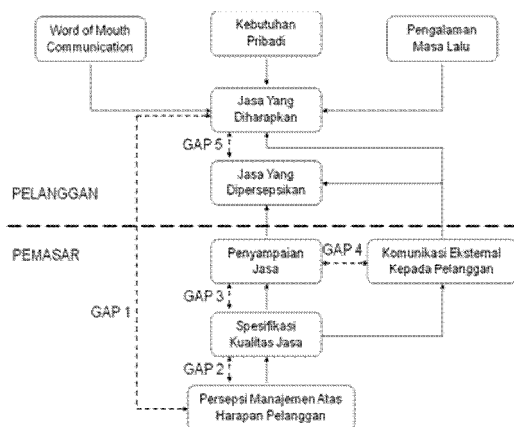 Word of Mouth
Communication
Kebutuhan
Pribadi
Pengalaman
Masa Lalu
Jasa Yang
Diharapkan
GAP 5
Jasa Yang
Dipersepsikan
PELANGGAN
PEMASAR
Penyampaian
Jasa
GAP 4
Komunikasi Eksternal
Kepada Pelanggan
GAP 3
GAP 1
Spesifikasi
Kualitas Jasa
GAP 2
Persepsi Manajemen Atas
Harapan Pelanggan